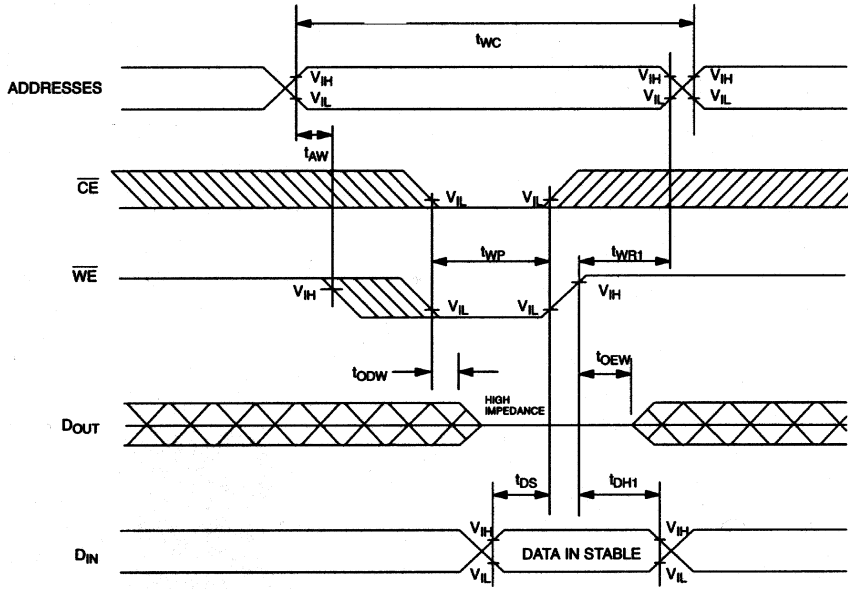 tWC
ADDRESSES
VIH VIH VIH
VIL VIL VIL
tAW
CE
VIL VIL
tWP tWR1
WE
VIH VIH
VIL VIL
tODW tOEW
HIGH
IMPEDANCE
DOUT
tDS tDH1
VIH VIH
DIN DATA IN STABLE
VIL VIL